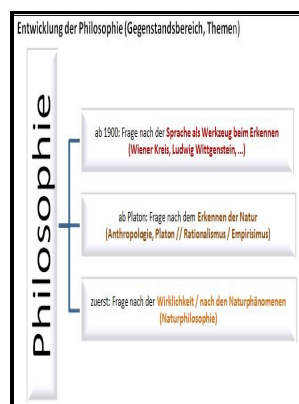 Entwicklung der Philosophie (Gegenstandsbereich, Themen)
Philosophie
ab 1900: Frage nach der Sprache als Werkzeug beim Erkennen
(Wiener Kreis, Ludwig Wittgenstein, ...)
ab Platon: Frage nach dem Erkennen der Natur
(Anthropologie, Platon // Rationalismus / Empirisimus)
zuerst: Frage nach der Wirklichkeit / nach den Naturphänomenen
(Naturphilosophie)